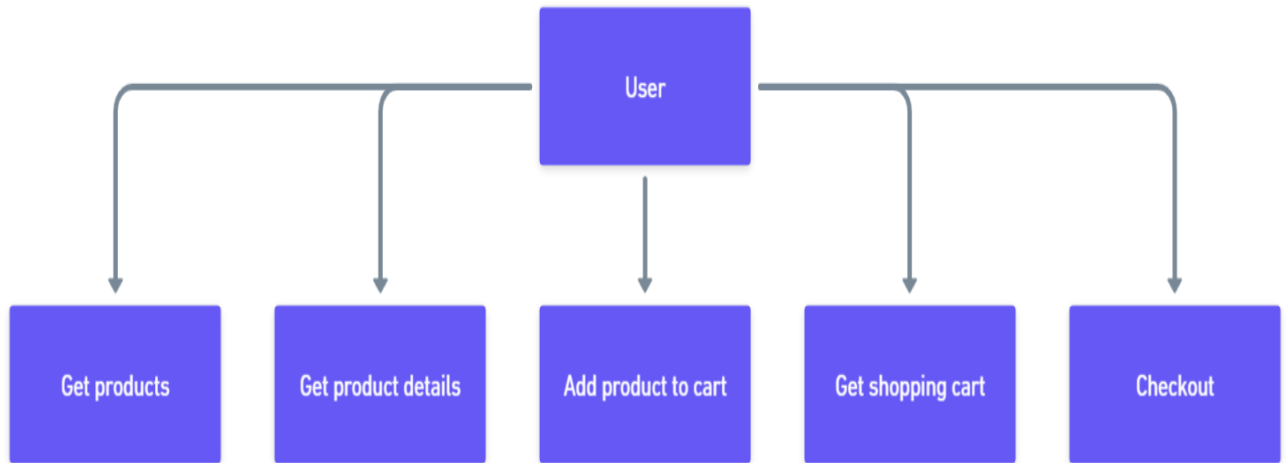 User
Get products
Get product details
Add product to cart
Get shopping cart
Checkout